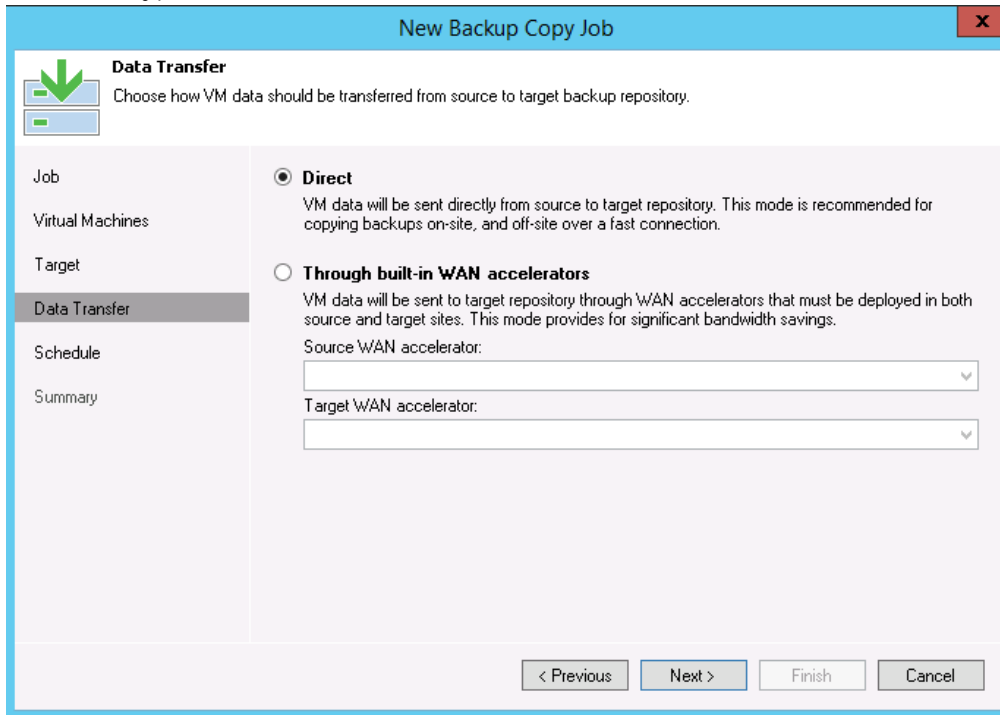 New Backup Copy Job
x
Data Transfer
Choose how VM data should be transferred from source to target backup repository.
Job
Virtual Machines
Target
Data Transfer
Schedule
Summary
Direct
VM data will be sent directly from source to target repository. This mode is recommended for
copying backups on-site, and off-site over a fast connection.
Through built-in WAN accelerators
VM data will be sent to target repository through WAN accelerators that must be deployed in both
source and target sites. This mode provides for significant bandwidth savings.
Source WAN accelerator:
Target WAN accelerator:
< Previous
Next >
Finish
Cancel